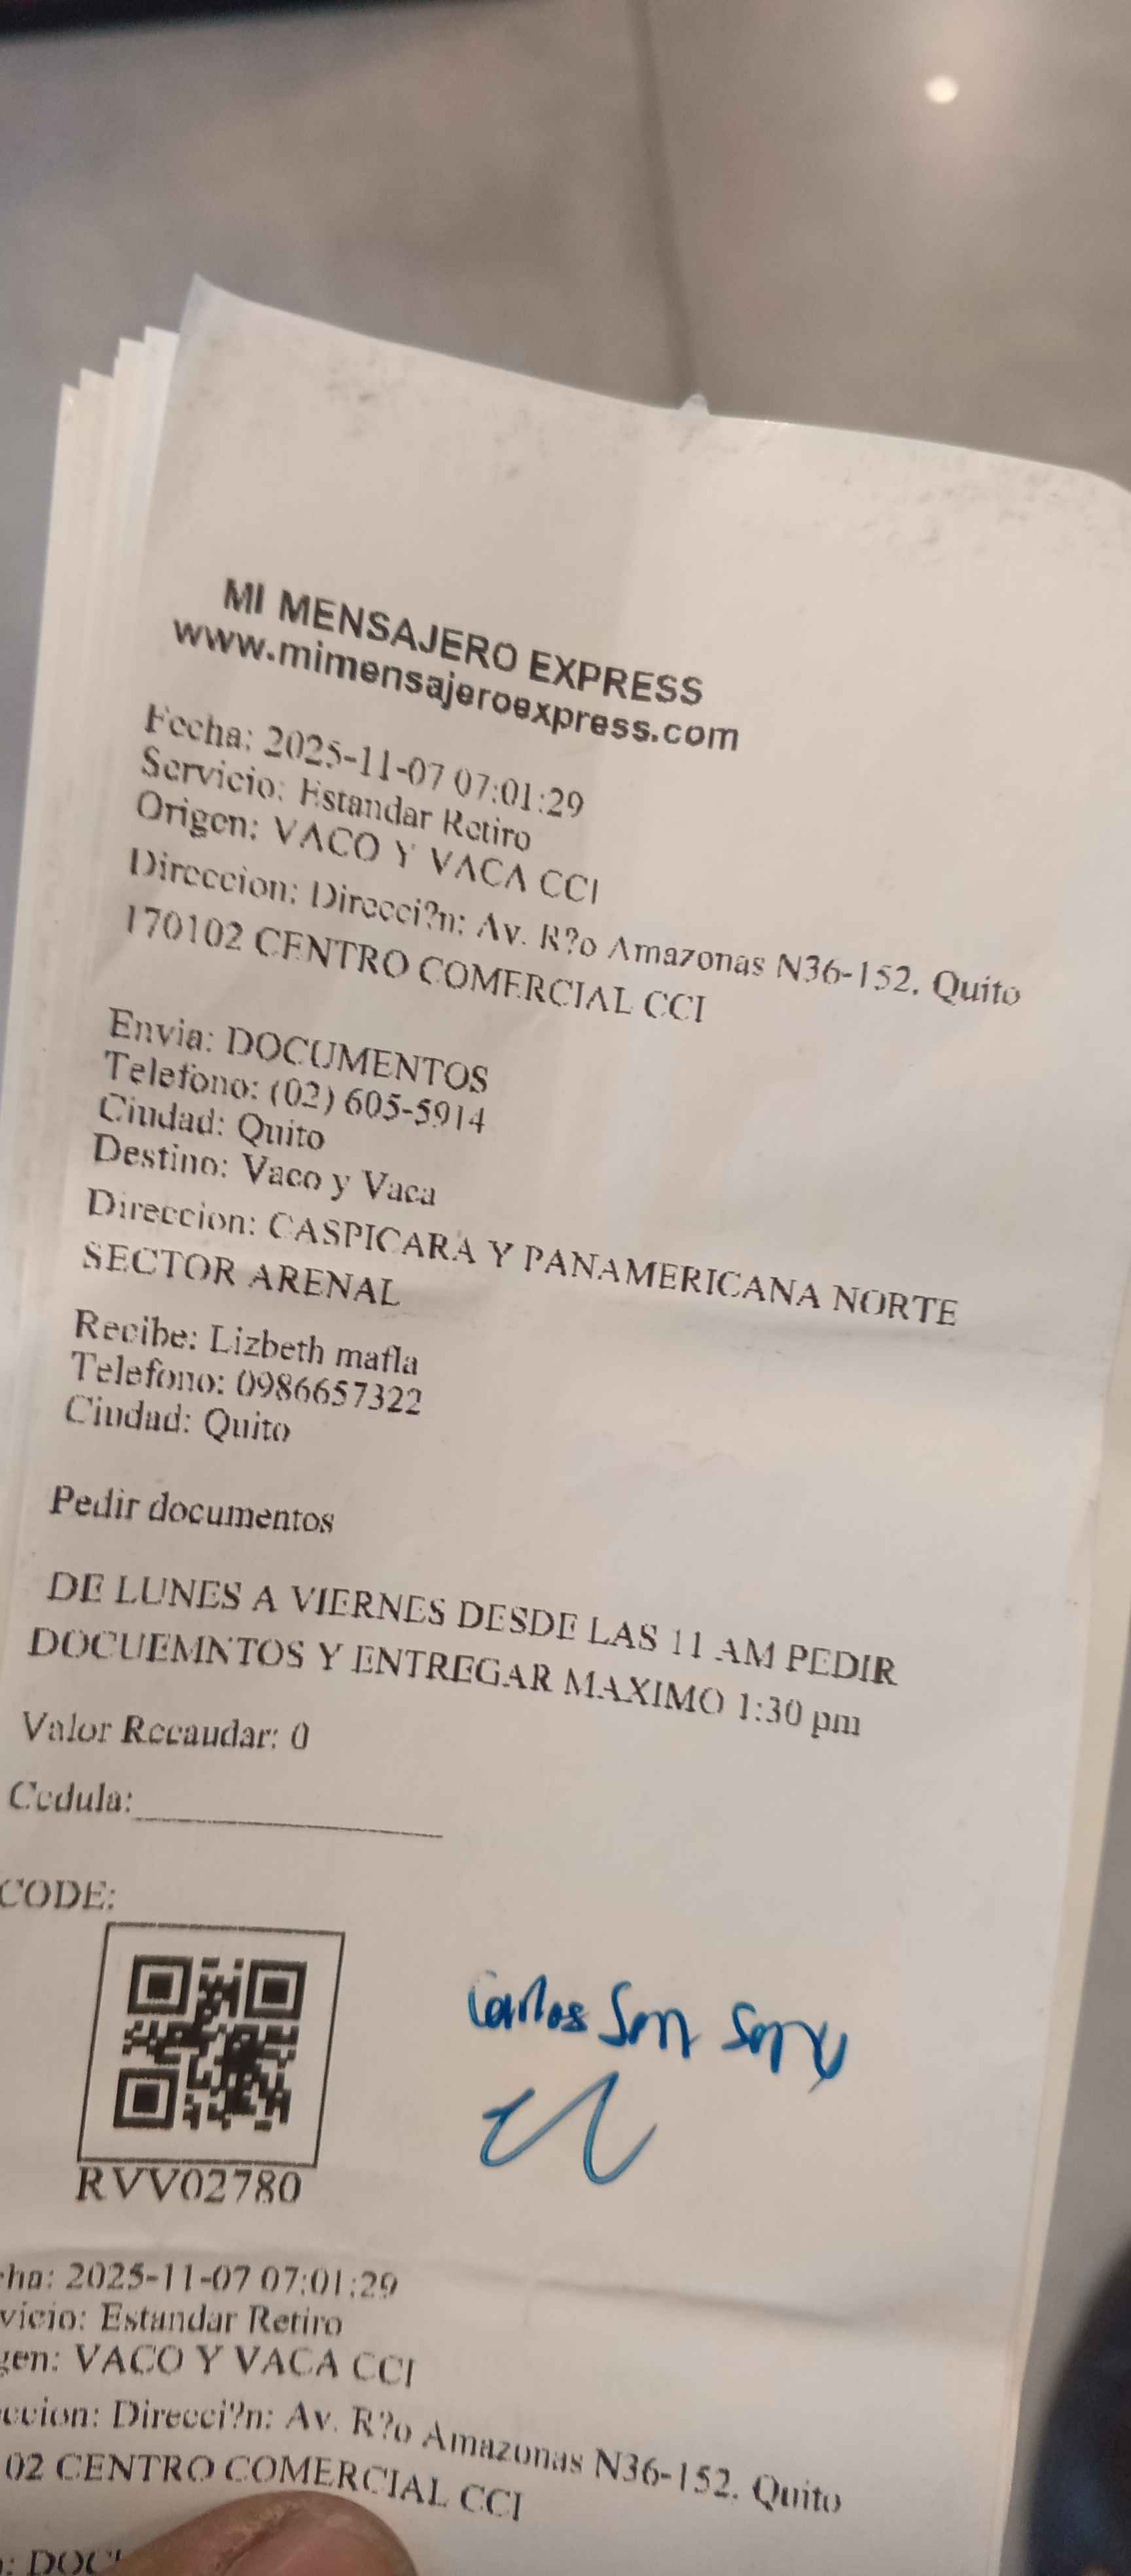 MI MENSAJERO EXPRESS
www.mimensajeroexpress.com
Fecha: 2025-11-07 07:01:29
Servicio: Estandar Retiro
Origen: VACO Y VACA CCI
Direccion: Direcci?n: Av. R?o Amazonas N36-152, Quito
170102 CENTRO COMERCIAL CCI
Envia: DOCUMENTOS
Telefono: (02) 605-5914
Ciudad: Quito
Destino: Vaco y Vaca
Direccion: CASPICARA Y PANAMERICANA NORTE
SECTOR ARENAL
Recibe: Lizbeth mafla
Telefono: 0986657322
Ciudad: Quito
Pedir documentos
DE LUNES A VIERNES DESDE LAS 11 AM PEDIR
DOCUEMNTOS Y ENTREGAR MAXIMO 1:30 pm
Valor Recaudar: 0
Cedula:
CODE:
Carlos
RVV02780
ha: 2025-11-07 07:01:29
vicio: Estandar Retiro
gen: VACO Y VACA CCI
ccion: Direcci?n: Av. R?o Amazonas N36-152, Quito
02 CENTRO COMERCIAL CCI